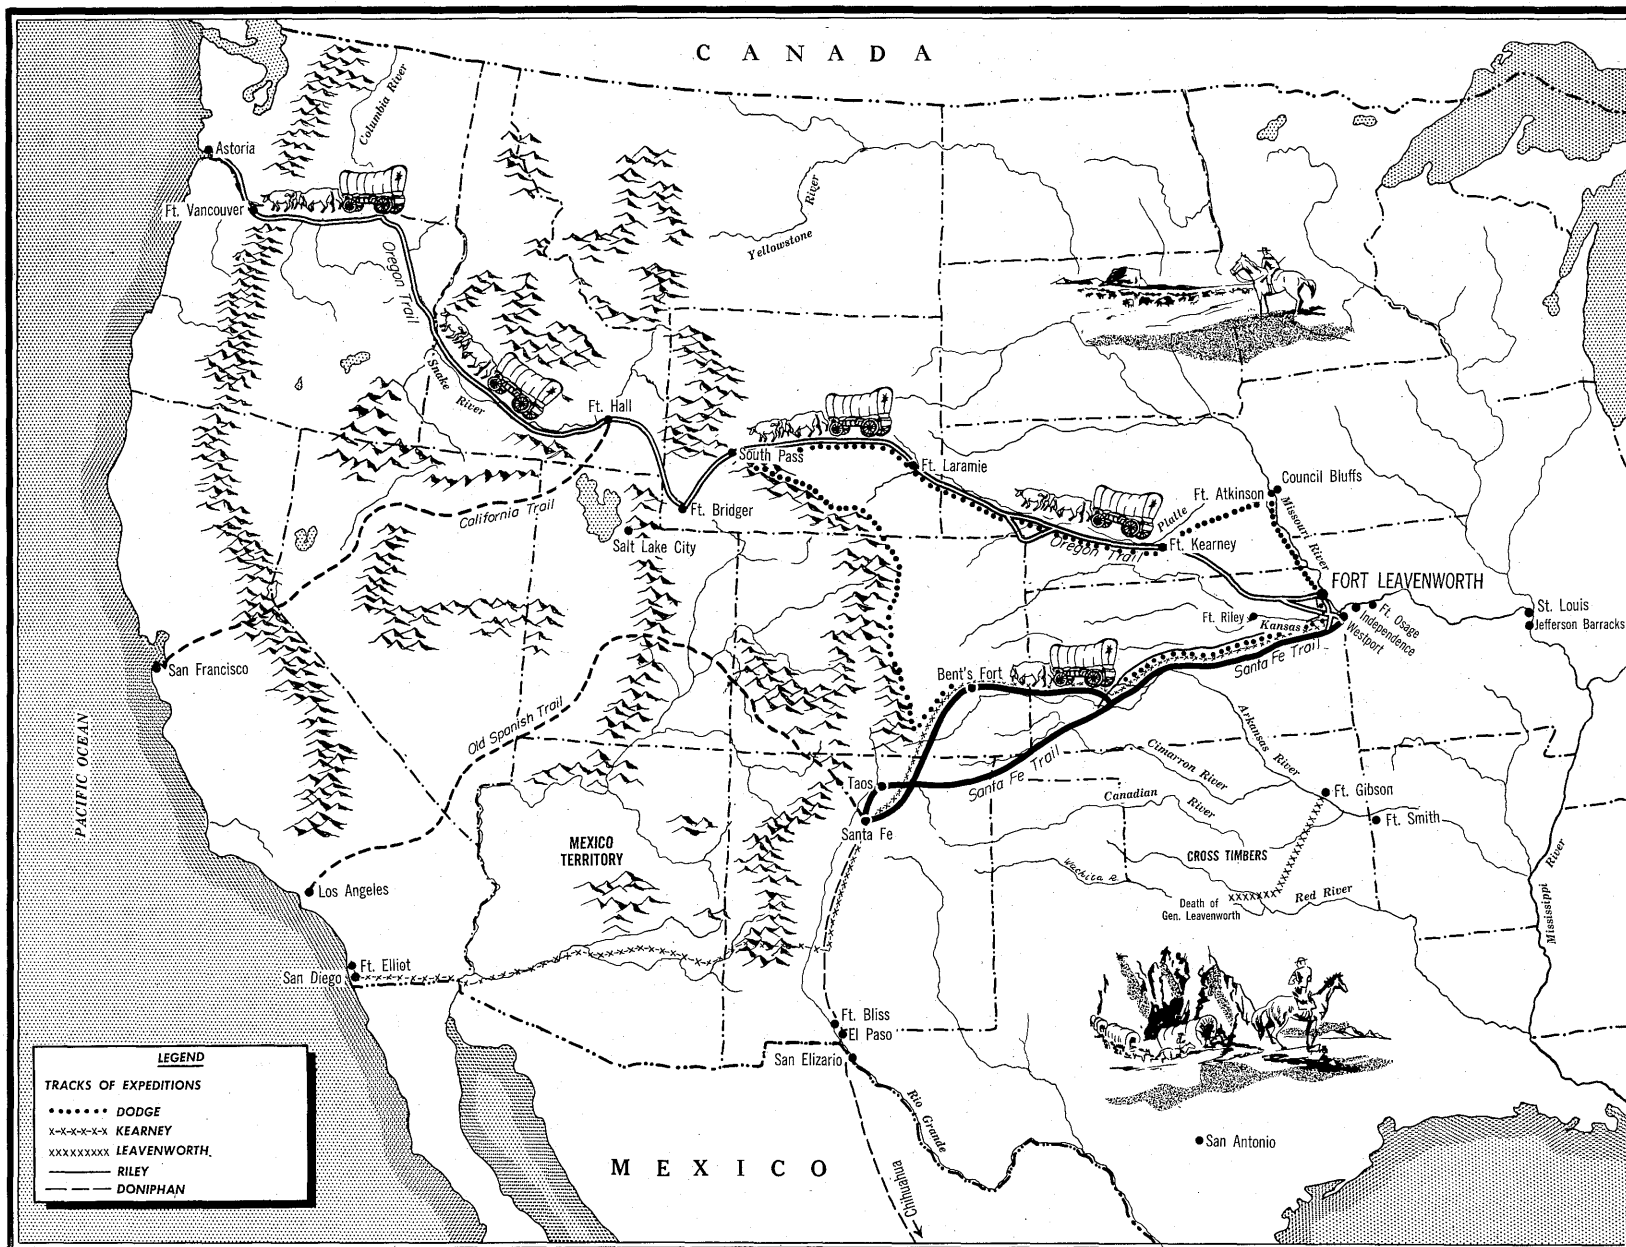 CANADA
Columbia River
Astoria
Ft. Vancouver
Oregon Trail
Yellowstone
River
Snake
River
Ft. Hall
South Pass
Ft. Laramie
Council Bluffs
Ft. Atkinson
Missouri River
Platte
California Trail
Ft. Bridger
Salt Lake City
Oregon Trail
Ft. Kearney
FORT LEAVENWORTH
Ft. Riley
Kansas
Ft. Osage
Independence
Westport
St. Louis
Jefferson Barracks
San Francisco
Bent's Fort
Santa Fe Trail
Old Spanish Trail
Arkansas River
Cimarron River
Santa Fe Trail
PACIFIC OCEAN
Taos
Canadian
River
Ft. Gibson
Ft. Smith
Santa Fe
MEXICO
TERRITORY
CROSS TIMBERS
Wachita R.
Los Angeles
Death of
Gen. Leavenworth
Red River
Mississippi River
Ft. Elliot
San Diego
Ft. Bliss
El Paso
San Elizario
Rio Grande
San Antonio
MEXICO
Chihuahua
LEGEND
TRACKS OF EXPEDITIONS
DODGE
x-x-x-x-x-x KEARNEY
xxxxxxxxx LEAVENWORTH
RILEY
DONIPHAN